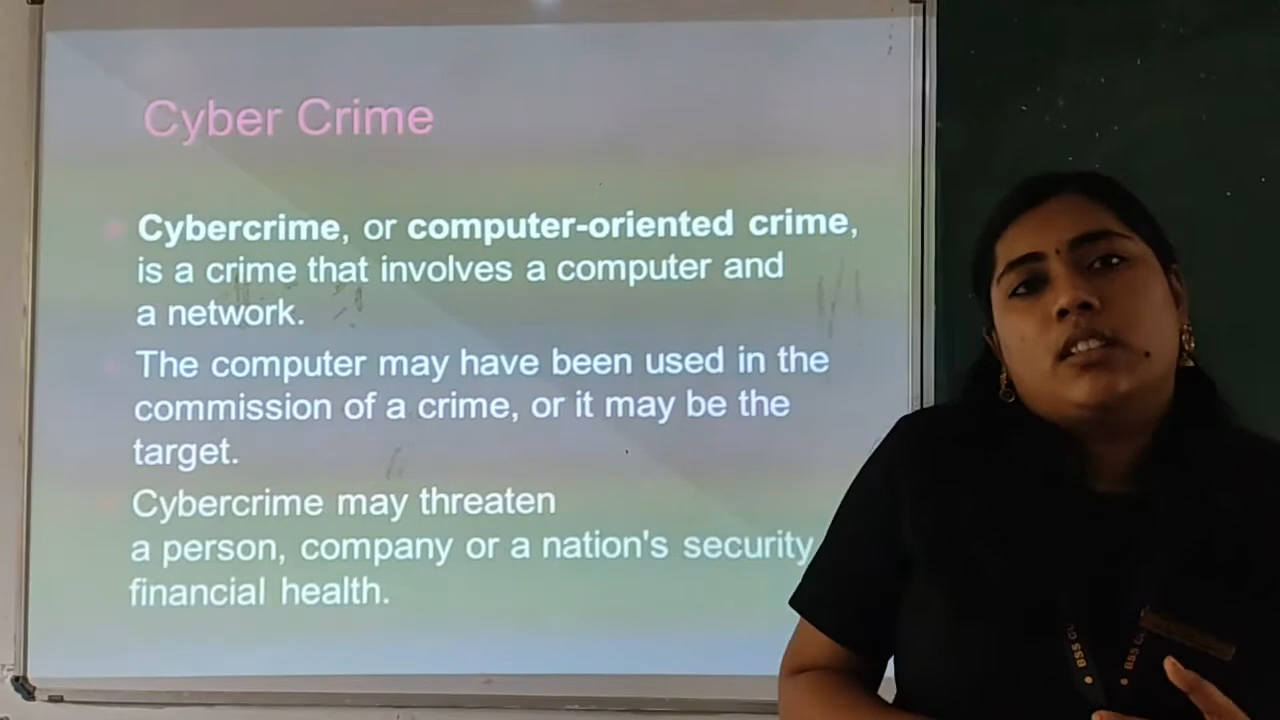 Cyber Crime
Cybercrime, or computer-oriented crime,
is a crime that involves a computer and
a network.
The computer may have been used in the
commission of a crime, or it may be the
target.
Cybercrime may threaten
a person, company or a nation's security
financial health.
BSS
BSS